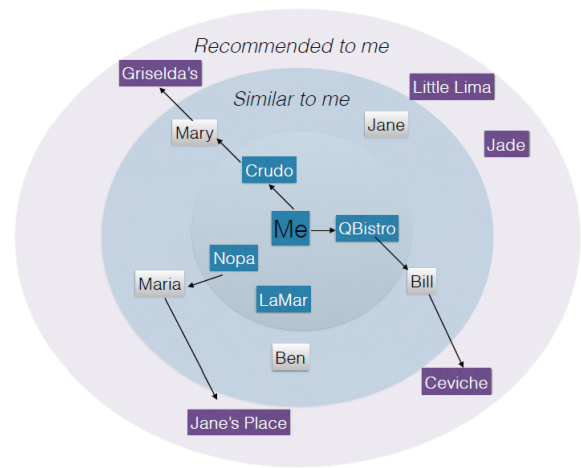 Recommended to me
Griselda's
Little Lima
Similar to me
Jane
Mary
Jade
Crudo
Me
QBistro
Nopa
Maria
Bill
LaMar
Ben
Ceviche
Jane's Place